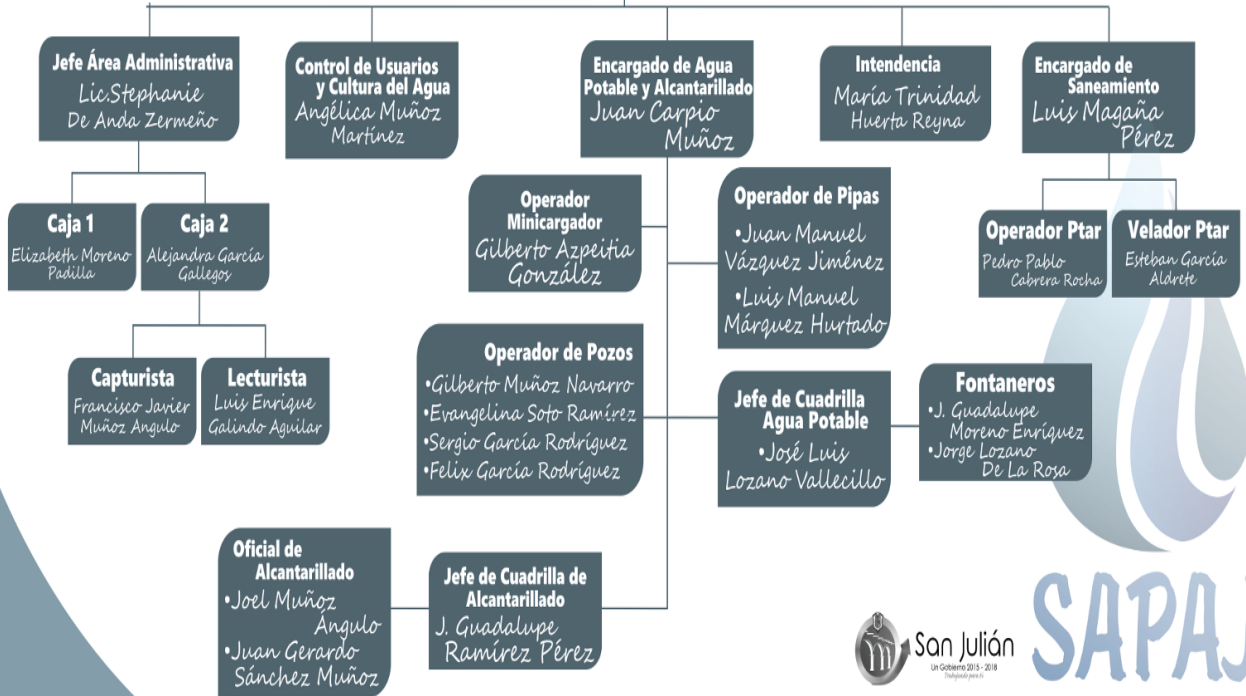 Jefe Área Administrativa
Lic.Stephanie
De Anda Zermeño
Control de Usuarios
y Cultura del Agua
Angélica Muñoz
Martínez
Encargado de Agua
Potable y Alcantarillado
Juan Carpio
Muñoz
Intendencia
María Trinidad
Huerta Reyna
Encargado de
Saneamiento
Luis Magaña
Pérez
Caja 1
Elizabeth Moreno
Padilla
Caja 2
Alejandra García
Gallegos
Operador
Minicargador
Gilberto Azpeitia
González
Operador de Pipas
•Juan Manuel
Vázquez Jiménez
•Luis Manuel
Márquez Hurtado
Operador Ptar
Pedro Pablo
Cabrera Rocha
Velador Ptar
Esteban García
Aldrete
Capturista
Francisco Javier
Muñoz Angulo
Lecturista
Luis Enrique
Galindo Aguilar
Operador de Pozos
•Gilberto Muñoz Navarro
•Evangelina Soto Ramírez
•Sergio García Rodríguez
•Felix García Rodríguez
Jefe de Cuadrilla
Agua Potable
•José Luis
Lozano Vallecillo
Fontaneros
•J. Guadalupe
Moreno Enríquez
•Jorge Lozano
De La Rosa
Oficial de
Alcantarillado
•Joel Muñoz
Ángulo
•Juan Gerardo
Sánchez Muñoz
Jefe de Cuadrilla de
Alcantarillado
J. Guadalupe
Ramírez Pérez
San Julián
Un Gobierno 2015 - 2018
Trabajando para ti
SAPAJ